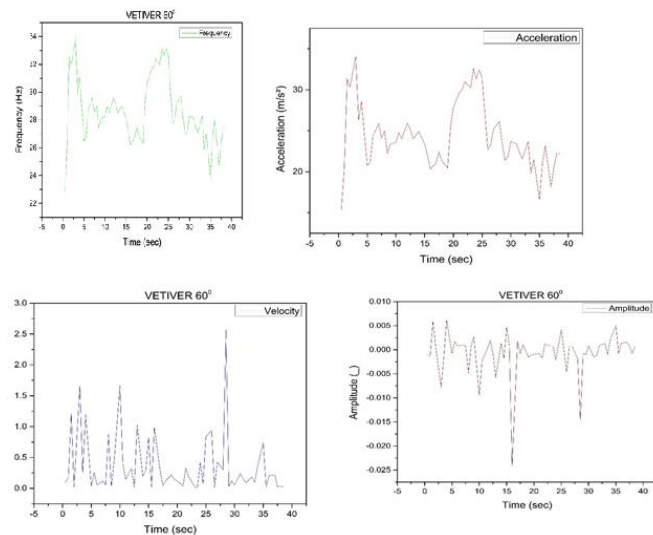 VETIVER 60⁰
Frequency
34
32
30
28
26
24
22
Frequency (Hz)
-5 0 5 10 15 20 25 30 35 40
Time (sec)
Acceleration
30
20
Acceleration (m/s²)
-5 0 5 10 15 20 25 30 35 40
Time (sec)
VETIVER 60⁰
Velocity
3.0
2.5
2.0
1.5
1.0
0.5
0.0
-5 0 5 10 15 20 25 30 35 40
Time (sec)
VETIVER 60⁰
Amplitude
0.010
0.005
0.000
-0.005
-0.010
-0.015
-0.020
-0.025
Amplitude (_)
-5 0 5 10 15 20 25 30 35 40
Time (sec)